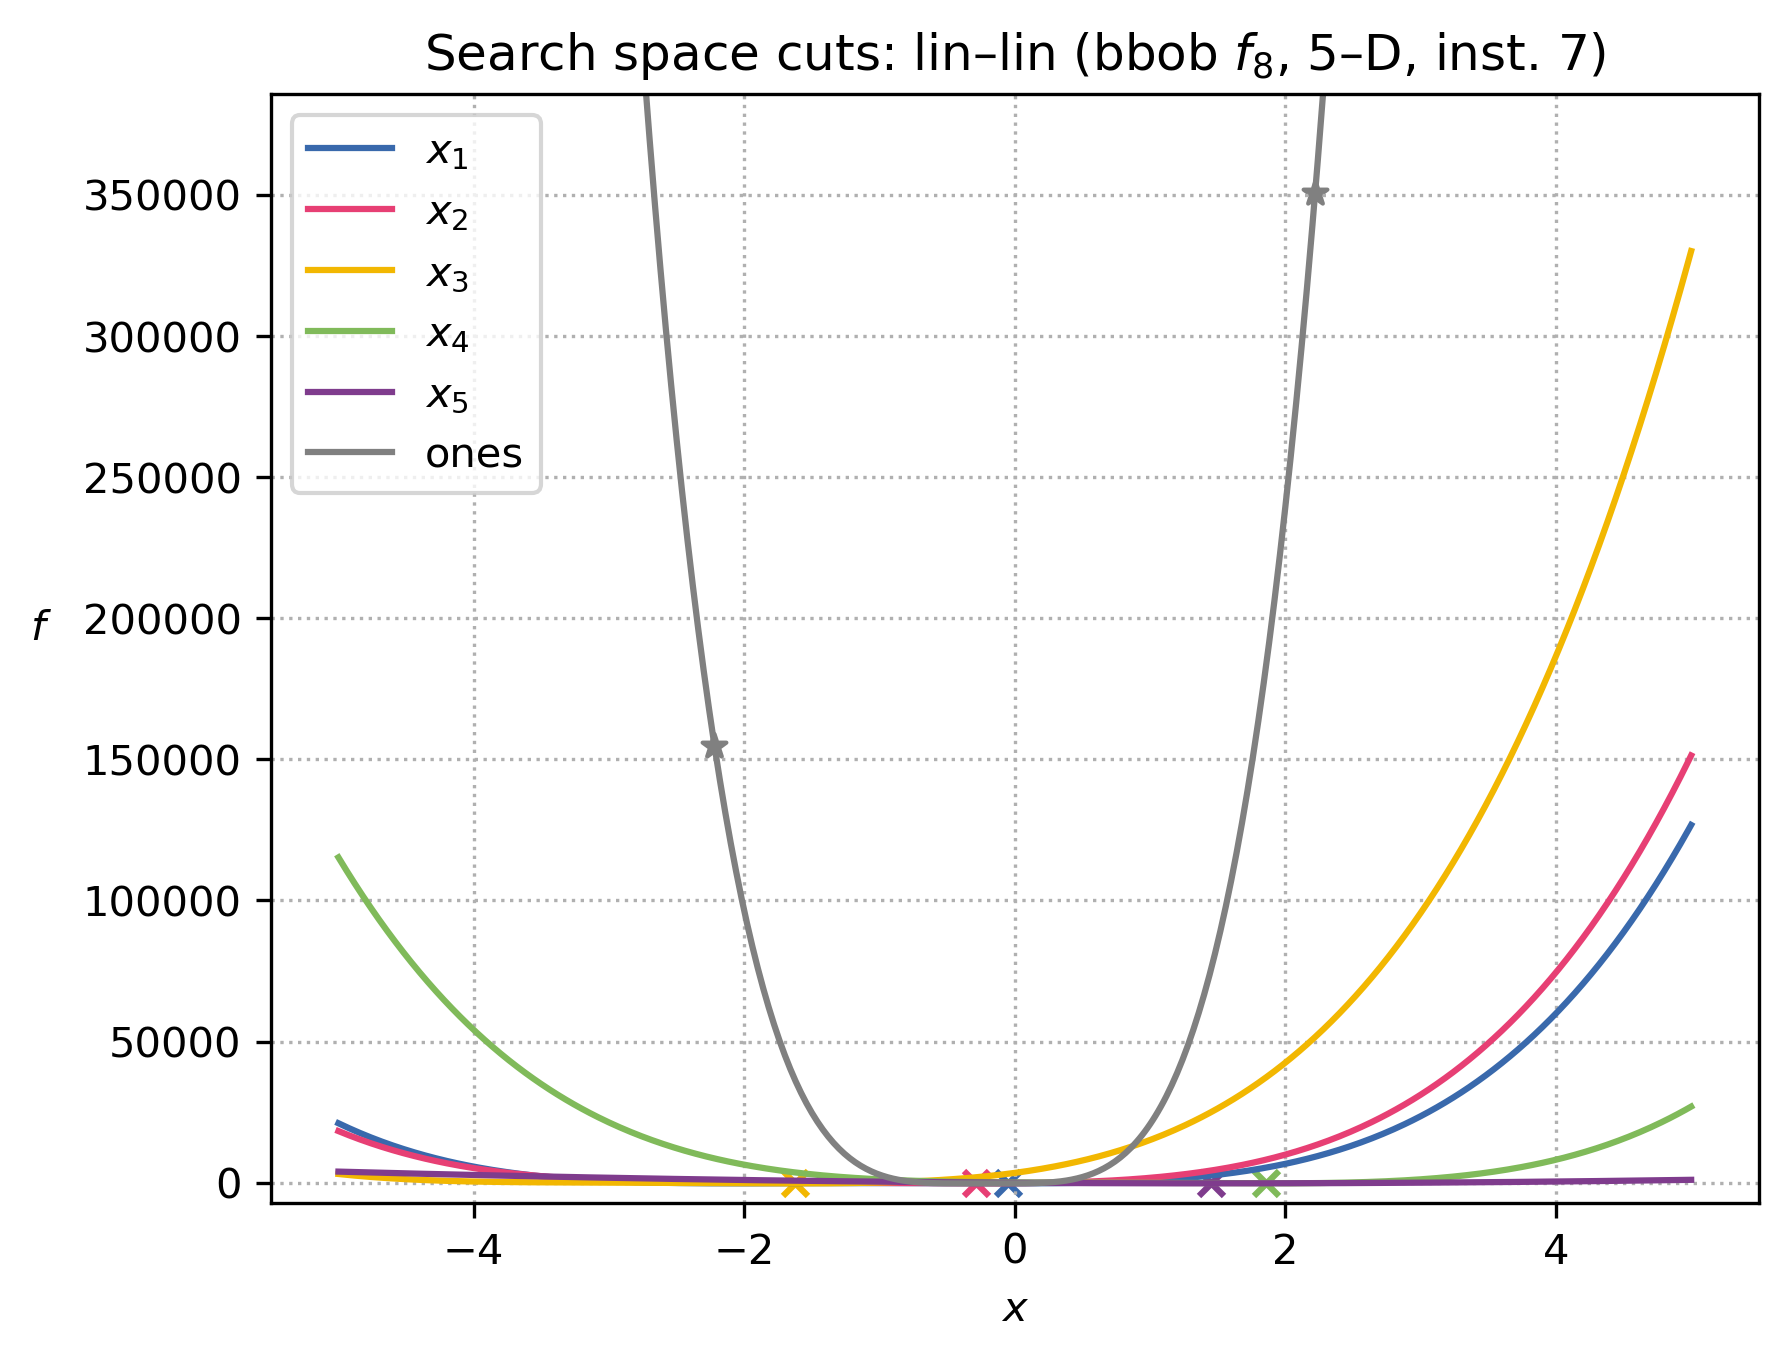 Search space cuts: lin–lin (bbob f₈, 5–D, inst. 7)
x₁
x₂
x₃
x₄
x₅
ones
350000
300000
250000
200000
150000
100000
50000
0
f
−4
−2
0
2
4
x